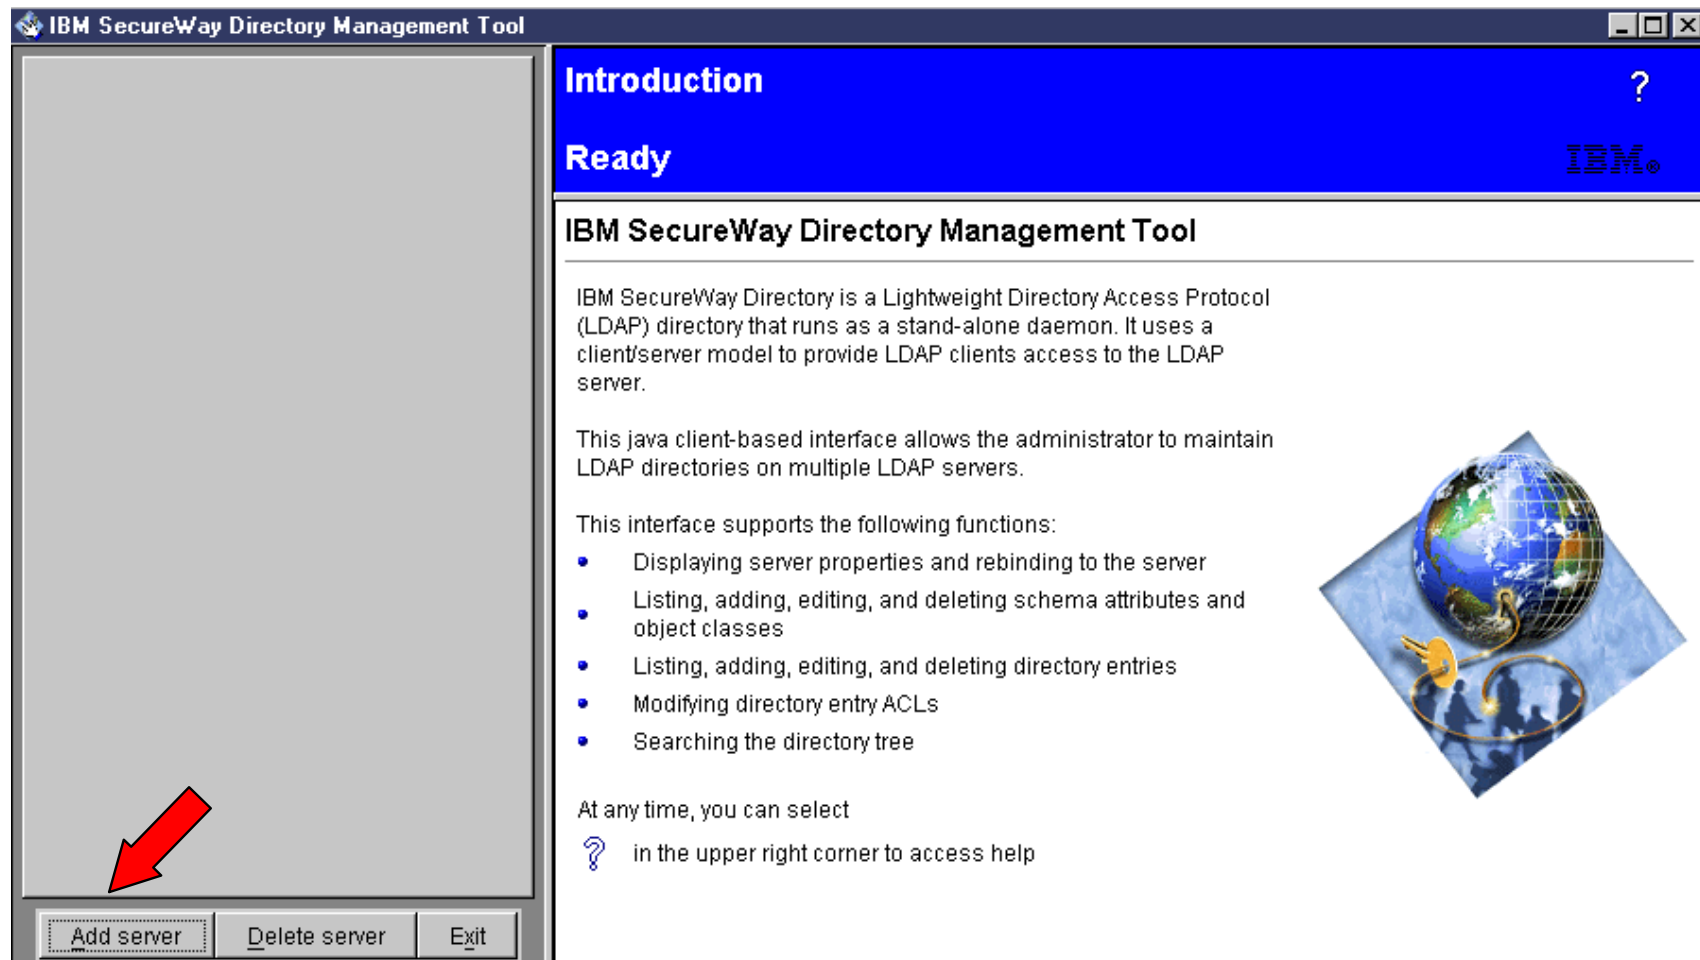 IBM SecureWay Directory Management Tool
Introduction
?
Ready
IBM®
IBM SecureWay Directory Management Tool
IBM SecureWay Directory is a Lightweight Directory Access Protocol
(LDAP) directory that runs as a stand-alone daemon. It uses a
client/server model to provide LDAP clients access to the LDAP
server.
This java client-based interface allows the administrator to maintain
LDAP directories on multiple LDAP servers.
This interface supports the following functions:
Displaying server properties and rebinding to the server
Listing, adding, editing, and deleting schema attributes and
object classes
Listing, adding, editing, and deleting directory entries
Modifying directory entry ACLs
Searching the directory tree
At any time, you can select
? in the upper right corner to access help
Add server
Delete server
Exit